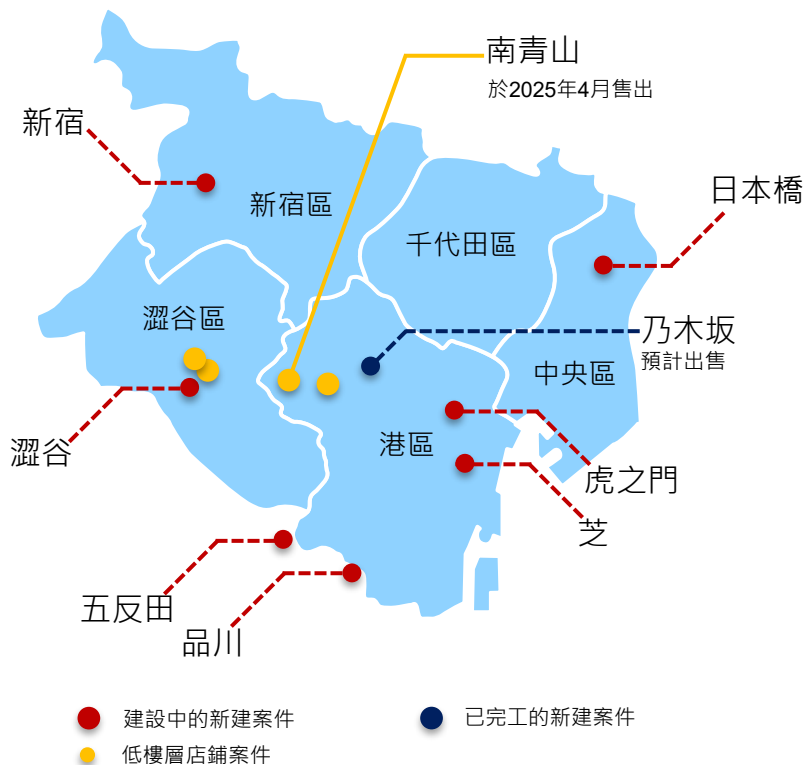 南青山
於2025年4月售出
新宿
日本橋
新宿區
千代田區
澀谷區
乃木坂
預計出售
中央區
港區
澀谷
虎之門
芝
五反田
品川
建設中的新建案件
已完工的新建案件
低樓層店鋪案件